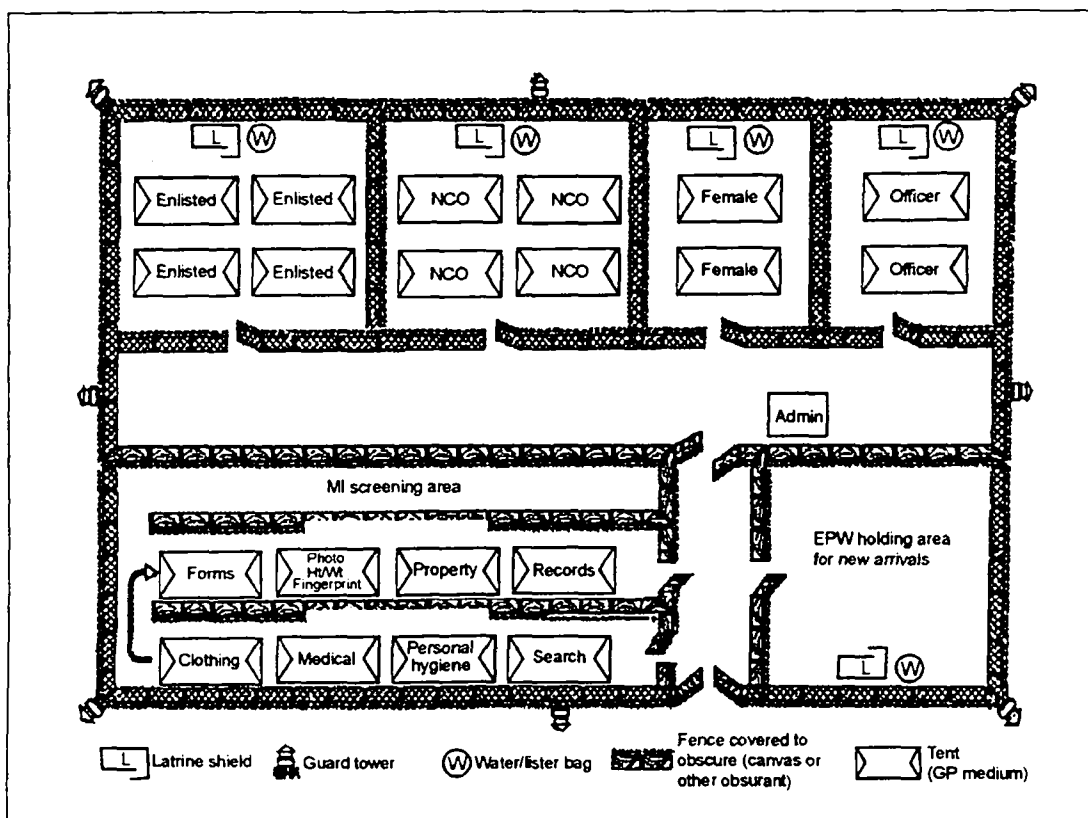 L W L W L W L W
Enlisted Enlisted NCO NCO Female Officer
Enlisted Enlisted NCO NCO Female Officer
Admin
MI screening area
EPW holding area
for new arrivals
Forms
Photo
Ht/Wt
Fingerprint
Property
Records
Clothing
Medical
Personal
hygiene
Search
L W
L Latrine shield
Guard tower
W Water/lister bag
Fence covered to
obscure (canvas or
other obsurant)
Tent
(GP medium)